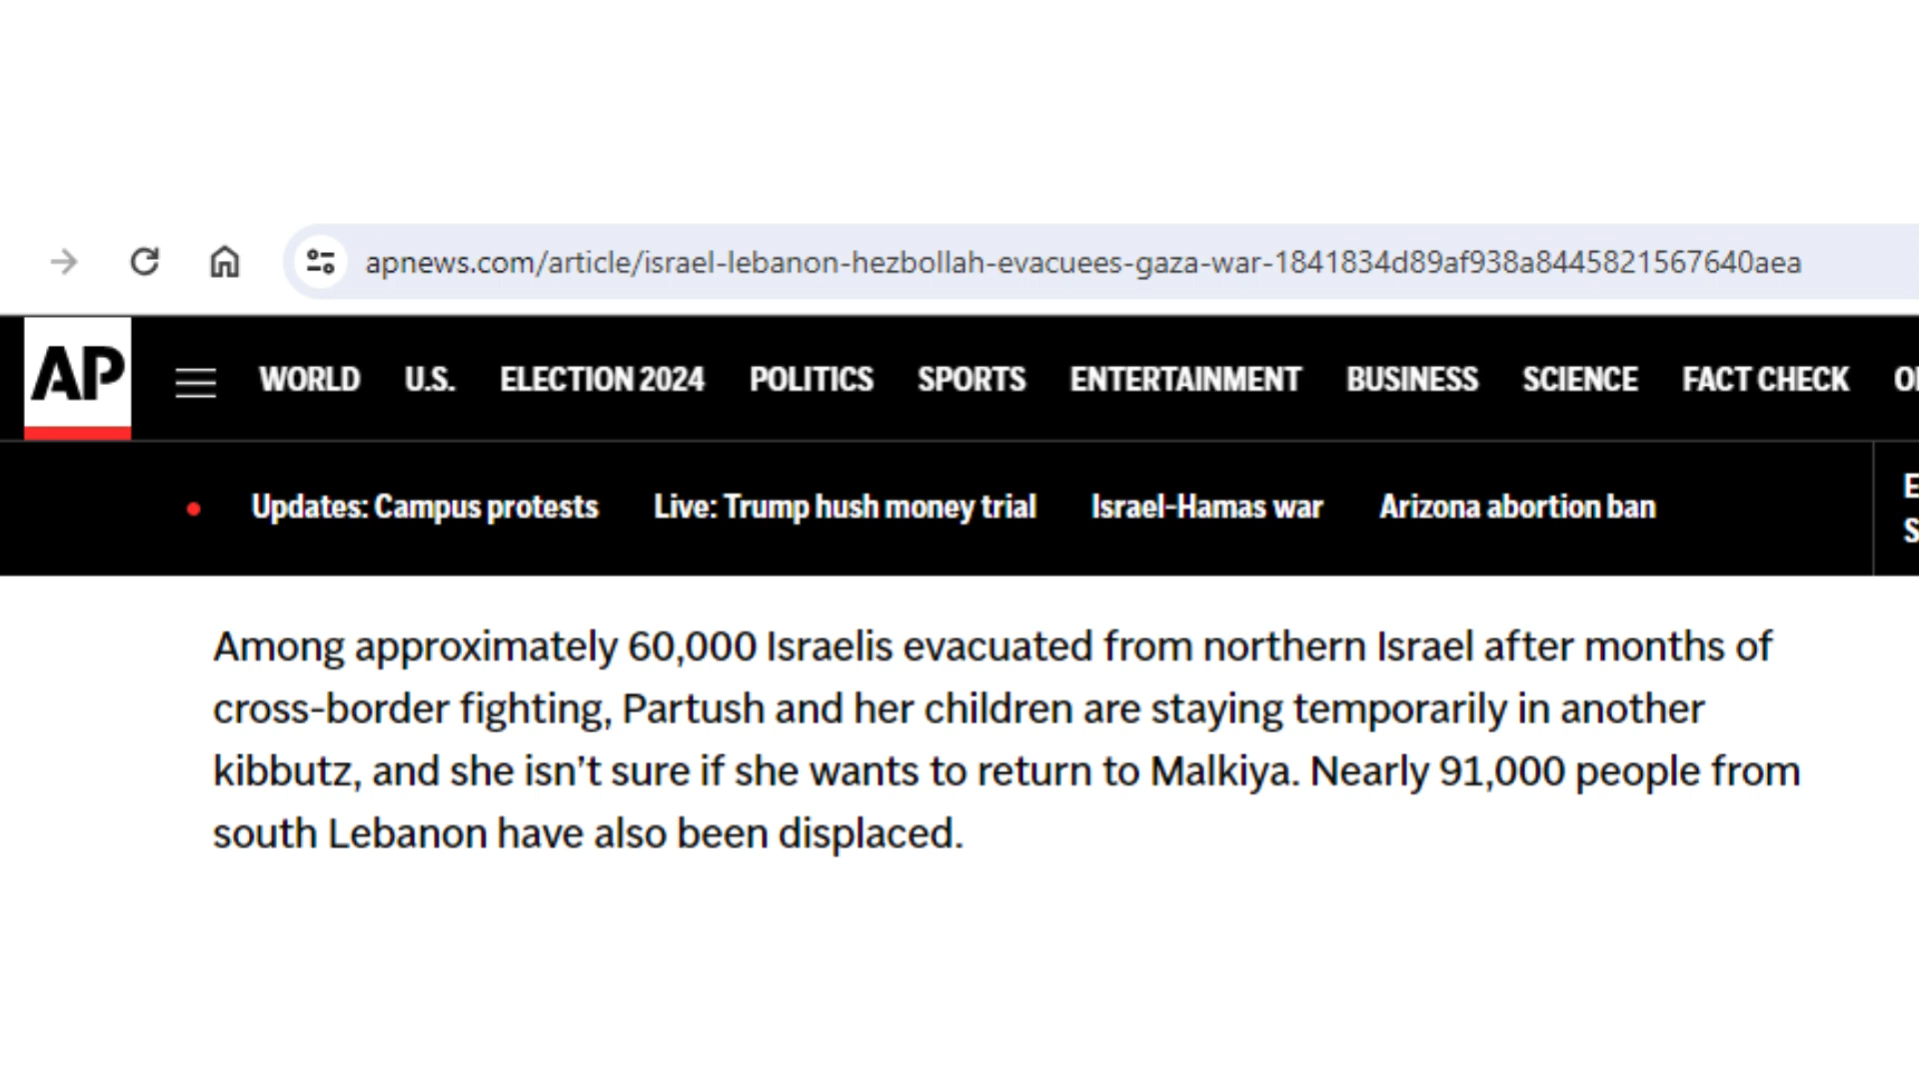 apnews.com/article/israel-lebanon-hezbollah-evacuees-gaza-war-1841834d89af938a8445821567640aea
AP
WORLD U.S. ELECTION 2024 POLITICS SPORTS ENTERTAINMENT BUSINESS SCIENCE FACT CHECK
Updates: Campus protests Live: Trump hush money trial Israel-Hamas war Arizona abortion ban
Among approximately 60,000 Israelis evacuated from northern Israel after months of
cross-border fighting, Partush and her children are staying temporarily in another
kibbutz, and she isn’t sure if she wants to return to Malkiya. Nearly 91,000 people from
south Lebanon have also been displaced.